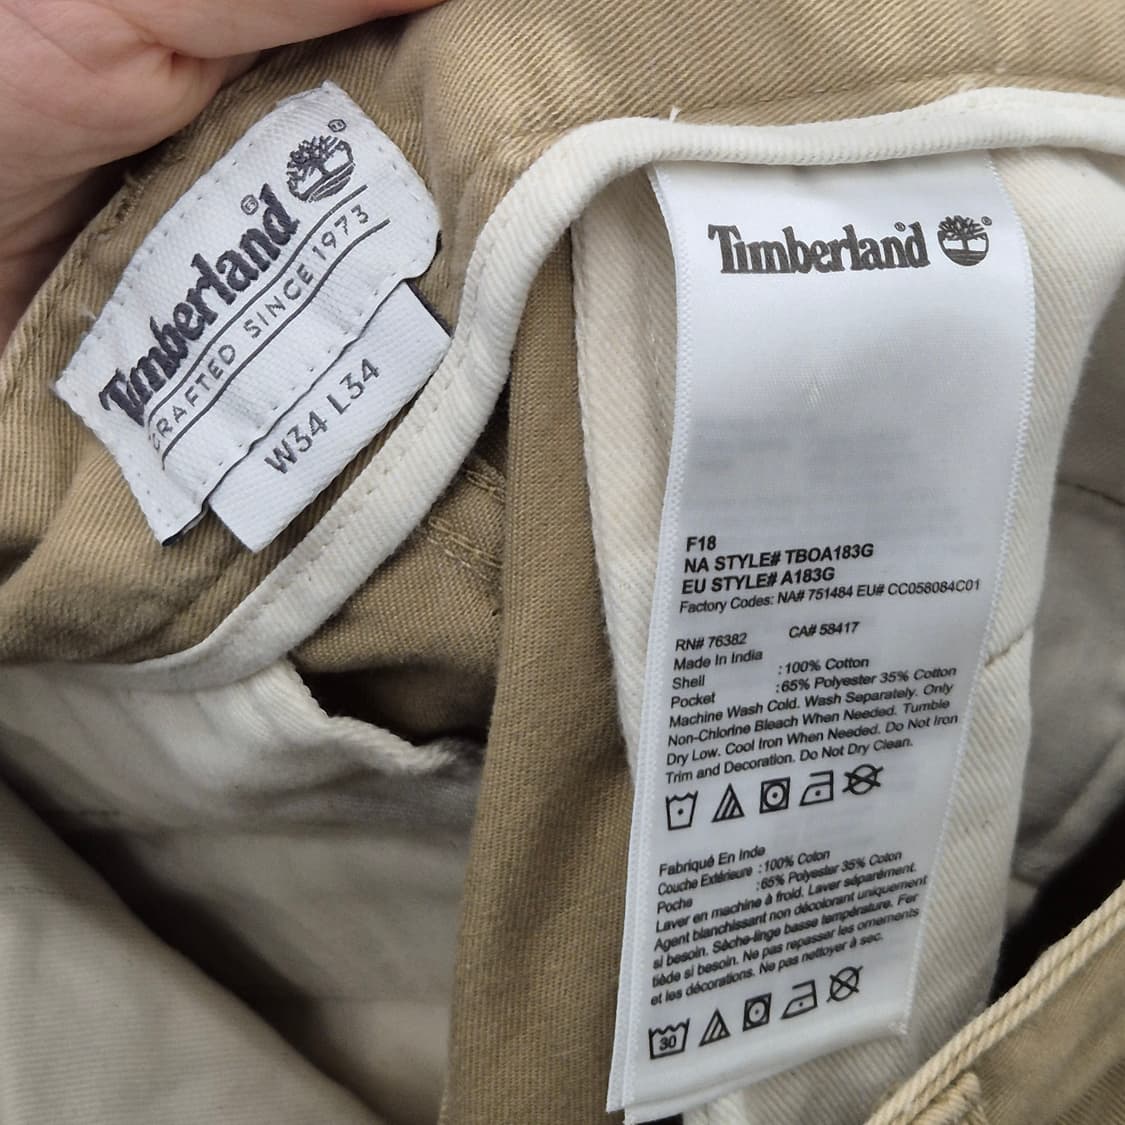 Timberland®
CRAFTED SINCE 1973
W34 L34
Timberland®
F18
NA STYLE# TBOA183G
EU STYLE# A183G
Factory Codes: NA# 751484 EU# CC058084C01
RN# 76382 CA# 58417
Made In India
Shell : 100% Cotton
Pocket : 65% Polyester 35% Cotton
Machine Wash Cold. Wash Separately. Only
Non-Chlorine Bleach When Needed. Tumble
Dry Low. Cool Iron When Needed. Do Not Iron
Trim and Decoration. Do Not Dry Clean.
Fabriqué En Inde
Couche Extérieure : 100% Coton
Poche : 65% Polyester 35% Coton
Laver en machine à froid. Laver séparément.
Agent blanchissant non décolorant uniquement
si besoin. Sèche-linge basse température. Fer
tiède si besoin. Ne pas repasser les ornements
et les décorations. Ne pas nettoyer à sec.
30